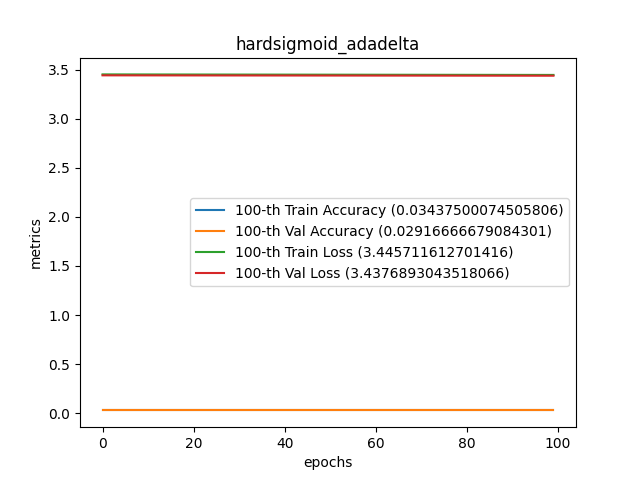 hardsigmoid_adadelta
metrics
3.5
3.0
2.5
2.0
1.5
1.0
0.5
0.0
100-th Train Accuracy (0.03437500074505806)
100-th Val Accuracy (0.02916666679084301)
100-th Train Loss (3.445711612701416)
100-th Val Loss (3.4376893043518066)
0 20 40 60 80 100
epochs